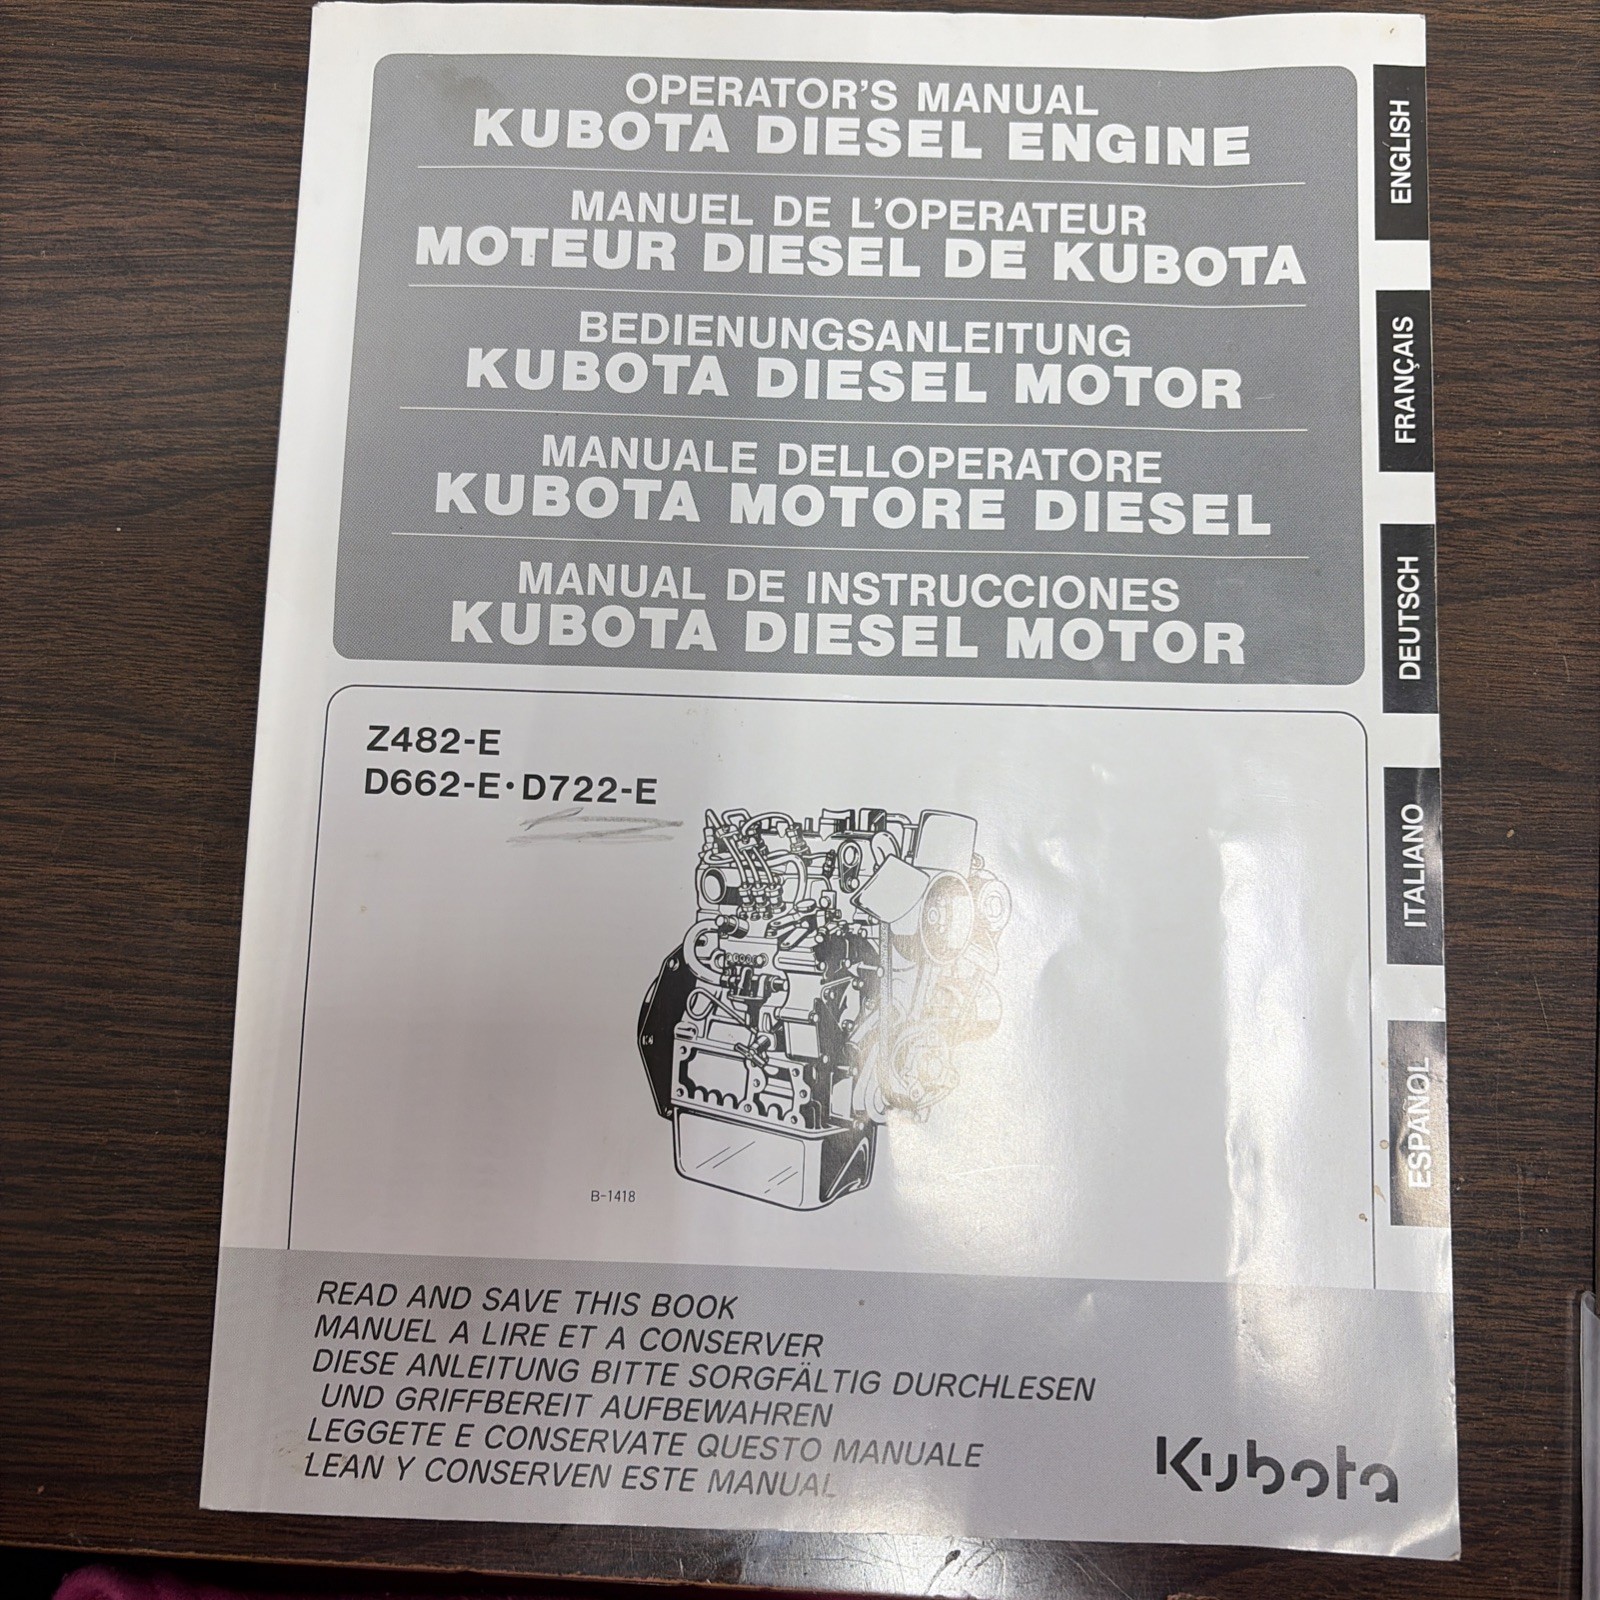 OPERATOR'S MANUAL
KUBOTA DIESEL ENGINE
MANUEL DE L'OPERATEUR
MOTEUR DIESEL DE KUBOTA
BEDIENUNGSANLEITUNG
KUBOTA DIESEL MOTOR
MANUALE DELLOPERATORE
KUBOTA MOTORE DIESEL
MANUAL DE INSTRUCCIONES
KUBOTA DIESEL MOTOR
ENGLISH
FRANÇAIS
DEUTSCH
ITALIANO
ESPAÑOL
Z482-E
D662-E·D722-E
B-1418
READ AND SAVE THIS BOOK
MANUEL A LIRE ET A CONSERVER
DIESE ANLEITUNG BITTE SORGFÄLTIG DURCHLESEN
UND GRIFFBEREIT AUFBEWAHREN
LEGGETE E CONSERVATE QUESTO MANUALE
LEAN Y CONSERVEN ESTE MANUAL
Kubota